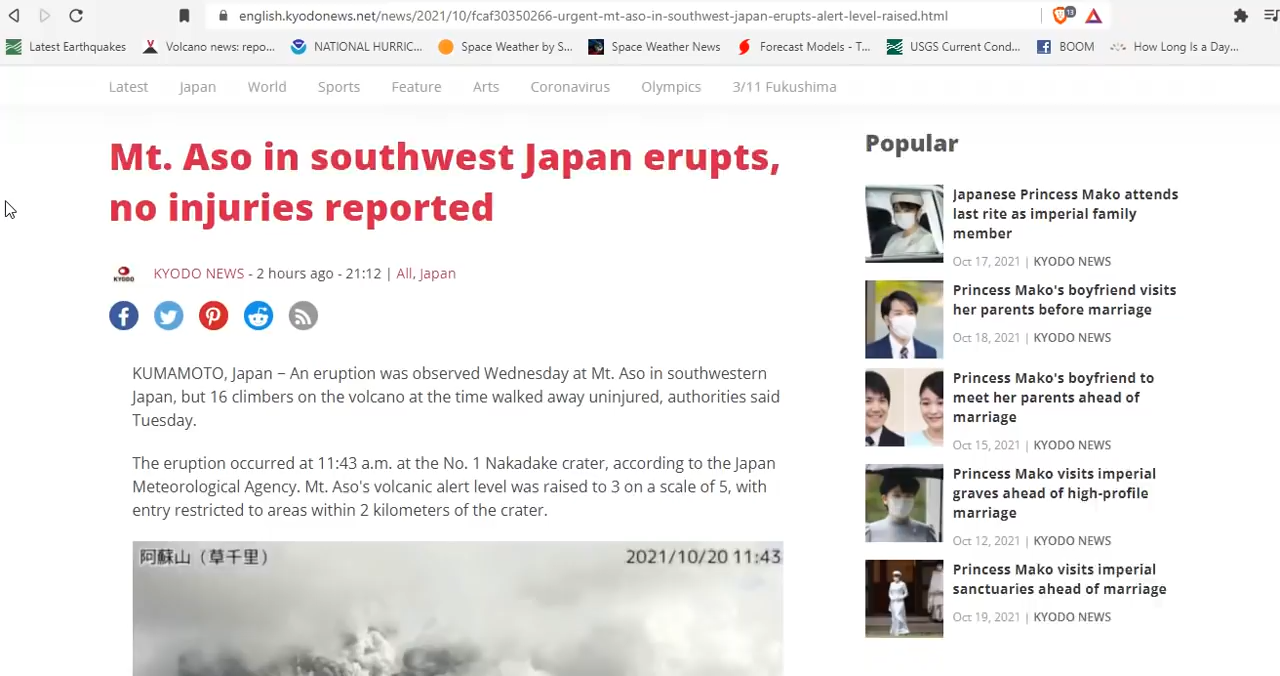 english.kyodonews.net/news/2021/10/fcaf30350266-urgent-mt-aso-in-southwest-japan-erupts-alert-level-raised.html
13
Latest Earthquakes
Volcano news: repo...
NATIONAL HURRIC...
Space Weather by S...
Space Weather News
Forecast Models - T...
USGS Current Cond...
BOOM
How Long Is a Day...
Latest Japan World Sports Feature Arts Coronavirus Olympics 3/11 Fukushima
Mt. Aso in southwest Japan erupts,
no injuries reported
KYODO
KYODO NEWS - 2 hours ago - 21:12 | All, Japan
KUMAMOTO, Japan – An eruption was observed Wednesday at Mt. Aso in southwestern
Japan, but 16 climbers on the volcano at the time walked away uninjured, authorities said
Tuesday.
The eruption occurred at 11:43 a.m. at the No. 1 Nakadake crater, according to the Japan
Meteorological Agency. Mt. Aso's volcanic alert level was raised to 3 on a scale of 5, with
entry restricted to areas within 2 kilometers of the crater.
阿蘇山（草千里）
2021/10/20 11:43
Popular
Japanese Princess Mako attends
last rite as imperial family
member
Oct 17, 2021 | KYODO NEWS
Princess Mako's boyfriend visits
her parents before marriage
Oct 18, 2021 | KYODO NEWS
Princess Mako's boyfriend to
meet her parents ahead of
marriage
Oct 15, 2021 | KYODO NEWS
Princess Mako visits imperial
graves ahead of high-profile
marriage
Oct 12, 2021 | KYODO NEWS
Princess Mako visits imperial
sanctuaries ahead of marriage
Oct 19, 2021 | KYODO NEWS